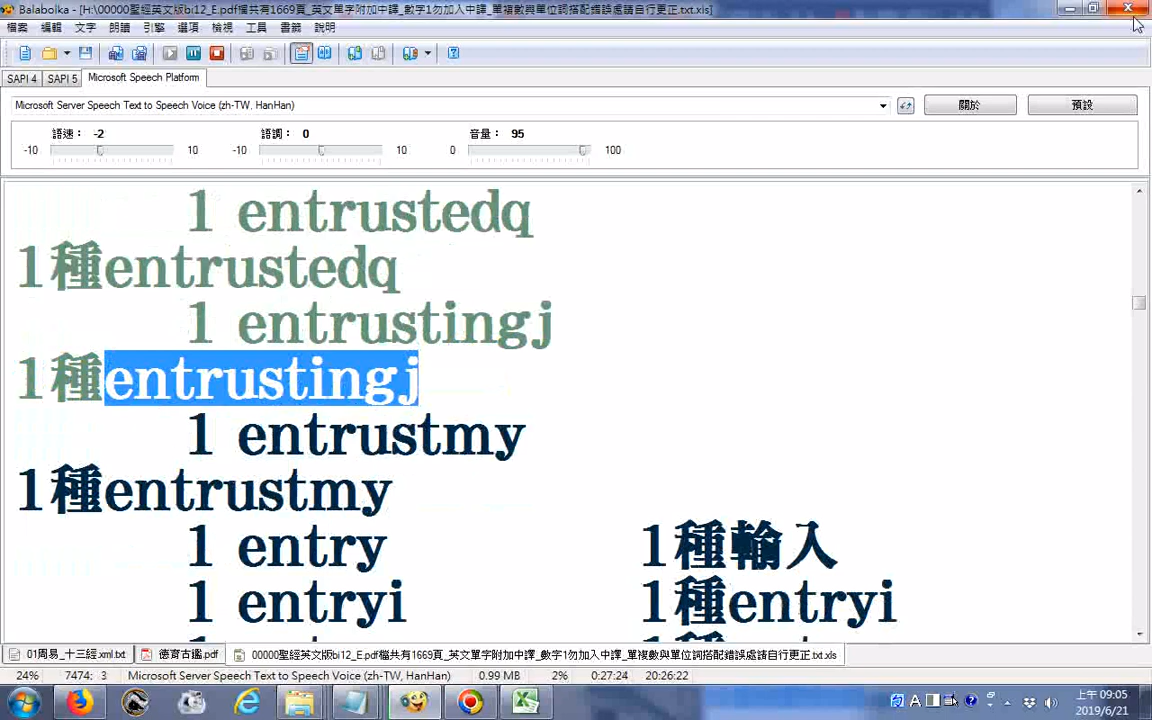 Balabolka - [H:\00000聖經英文版bi12_E.pdf檔共有1669頁_英文單字附加中譯_數字1勿加入中譯_單複數與單位詞搭配錯誤處請自行更正.txt.xls]
檔案 編輯 文字 朗讀 引擎 選項 檢視 工具 書籤 說明
SAPI 4 SAPI 5 Microsoft Speech Platform
Microsoft Server Speech Text to Speech Voice (zh-TW, HanHan) 關於 預設
語速： -2 語調： 0 音量： 95
-10 10 -10 10 0 100
1 entrustedq
1種entrustedq
1 entrustingj
1種entrustingj
1 entrustmy
1種entrustmy
1 entry 1種輸入
1 entryi 1種entryi
01周易_十三經.xml.txt 德育古鑑.pdf 00000聖經英文版bi12_E.pdf檔共有1669頁_英文單字附加中譯_數字1勿加入中譯_單複數與單位詞搭配錯誤處請自行更正.txt.xls
24% 7474: 3 Microsoft Server Speech Text to Speech Voice (zh-TW, HanHan) 0.99 MB 2% 0:27:24 20:26:22
上午 09:05
2019/6/21